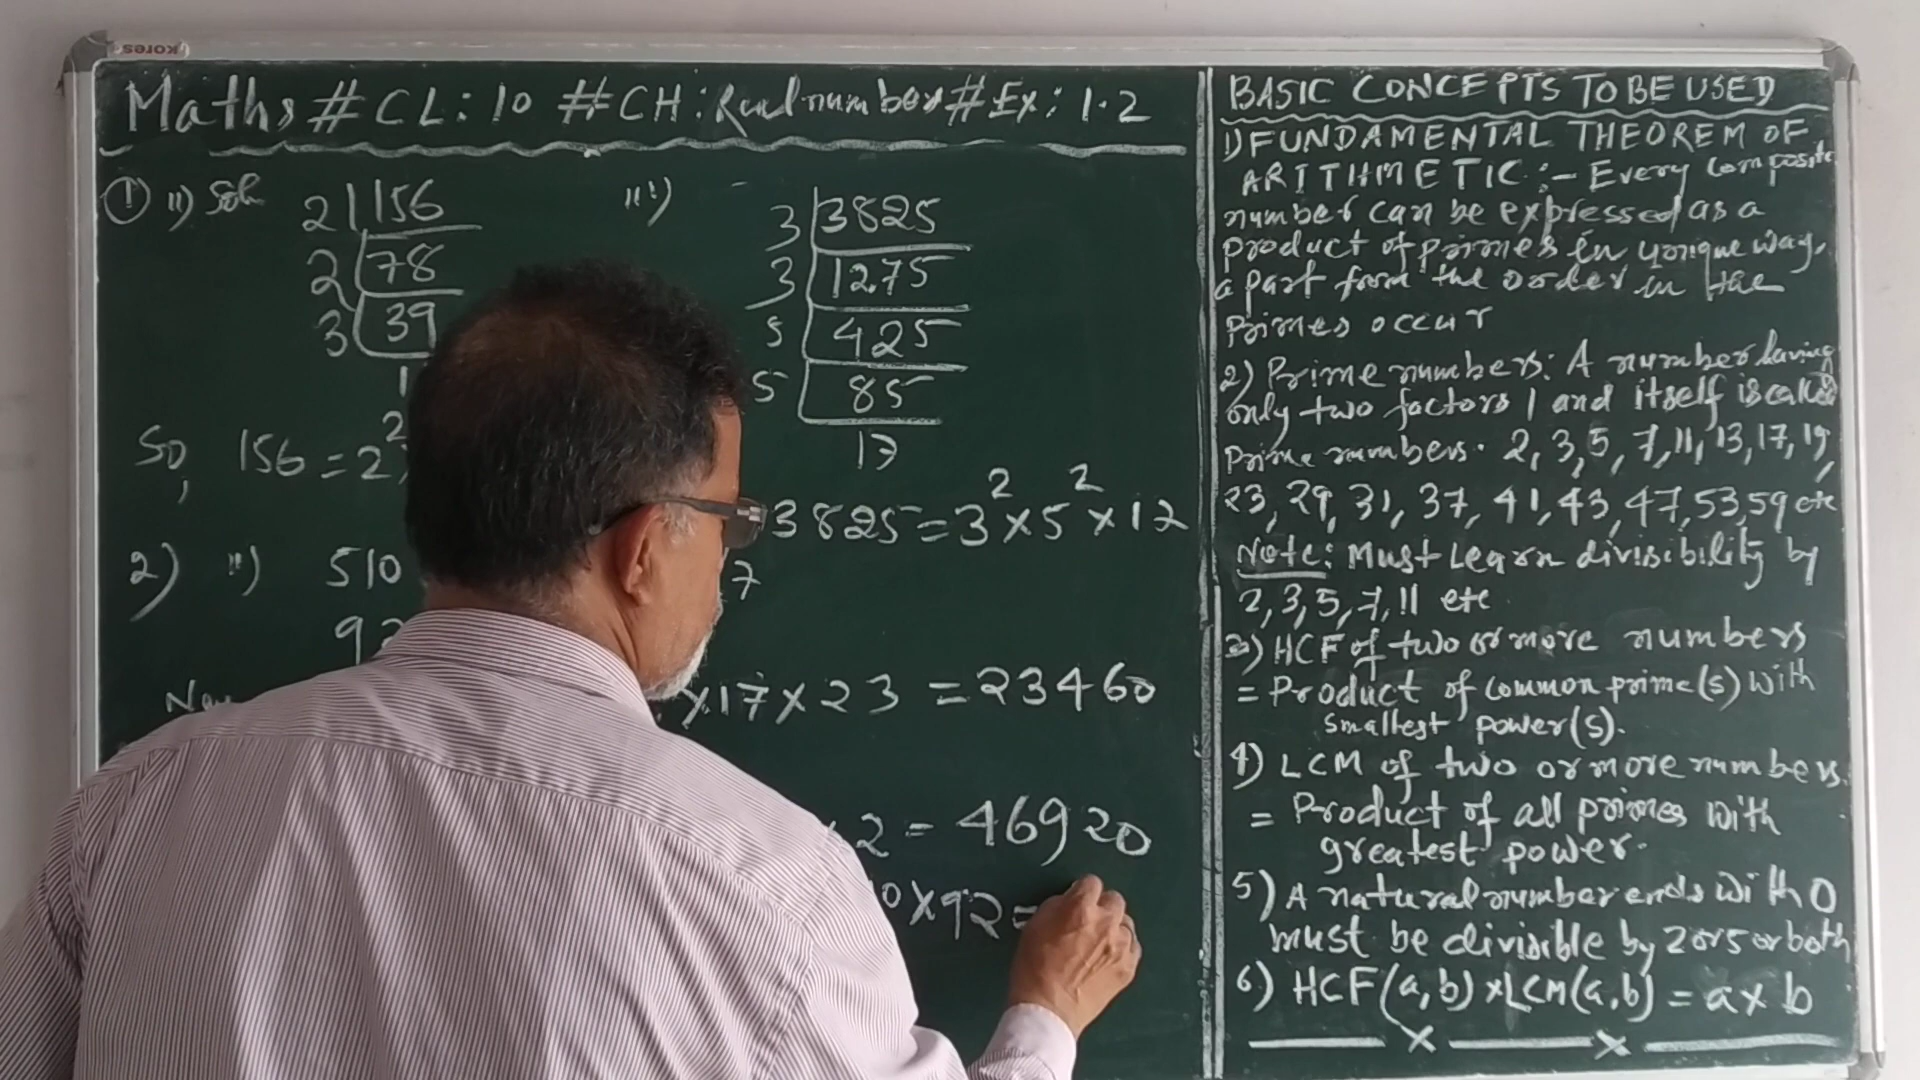 kores
Maths # CL: 10 # CH: Real number # Ex: 1.2
① ii) Sol
2 | 156
2 | 78
3 | 39
1
So, 156 = 2²
iii)
3 | 3825
3 | 1275
5 | 425
5 | 85
17
3825 = 3² × 5² × 17
2) ii) 510
7
92
× 17 × 23 = 23460
2 = 46920
0 × 92 =
BASIC CONCEPTS TO BE USED
1) FUNDAMENTAL THEOREM OF
ARITHMETIC :- Every composite
number can be expressed as a
product of primes in unique way,
a part from the order in the
Primes occur
2) Prime numbers: A number having
only two factors 1 and itself is called
Prime numbers. 2, 3, 5, 7, 11, 13, 17, 19,
23, 29, 31, 37, 41, 43, 47, 53, 59 etc
Note: Must Learn divisibility by
2, 3, 5, 7, 11 etc
3) HCF of two or more numbers
= Product of common prime(s) with
smallest power(s).
4) LCM of two or more numbers.
= Product of all primes with
greatest power.
5) A natural number ends with 0
must be divisible by 2 or 5 or both
6) HCF(a, b) × LCM(a, b) = a × b